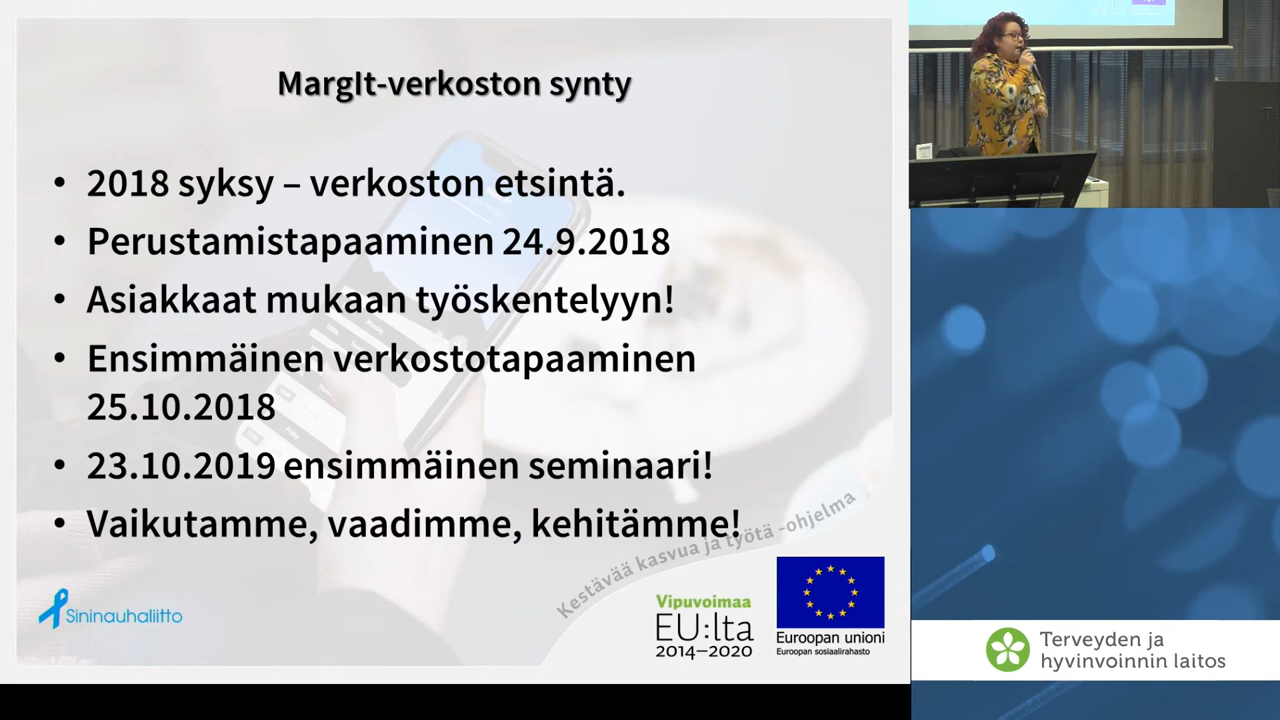 MargIt-verkoston synty
• 2018 syksy – verkoston etsintä.
• Perustamistapaaminen 24.9.2018
• Asiakkaat mukaan työskentelyyn!
• Ensimmäinen verkostotapaaminen
25.10.2018
• 23.10.2019 ensimmäinen seminaari!
• Vaikutamme, vaadimme, kehitämme!
Kestävää kasvua ja työtä -ohjelma
Sininauhaliitto
Vipuvoimaa
EU:lta
2014–2020
Euroopan unioni
Euroopan sosiaalirahasto
Terveyden ja
hyvinvoinnin laitos